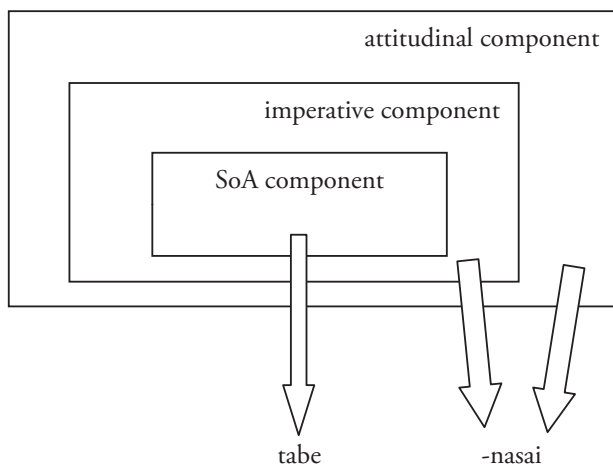 attitudinal component
imperative component
SoA component
tabe -nasai